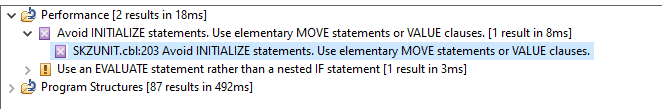 Performance [2 results in 18ms]
Avoid INITIALIZE statements. Use elementary MOVE statements or VALUE clauses. [1 result in 8ms]
SKZUNIT.cbl:203 Avoid INITIALIZE statements. Use elementary MOVE statements or VALUE clauses.
Use an EVALUATE statement rather than a nested IF statement [1 result in 3ms]
Program Structures [87 results in 492ms]